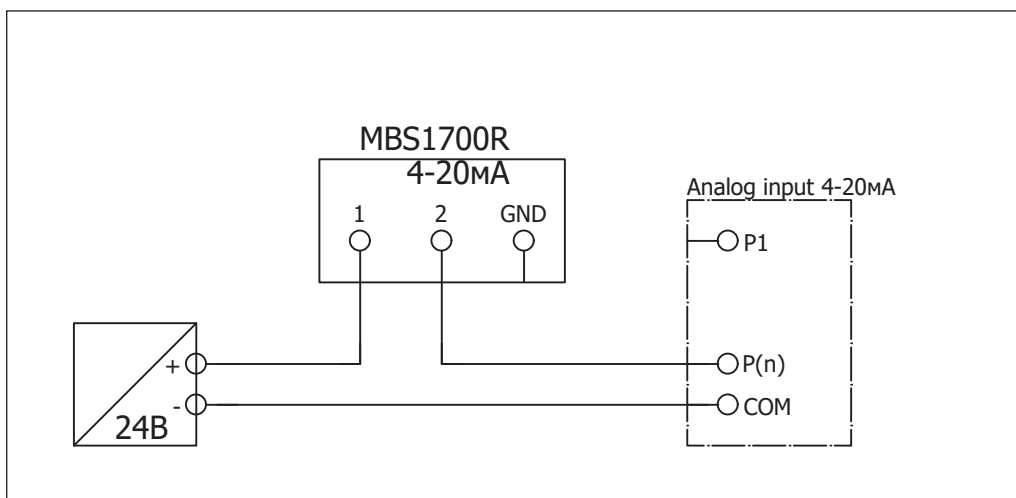 MBS1700R
4-20мА
1 2 GND
Analog input 4-20мА
P1
+
P(n)
-
COM
24В